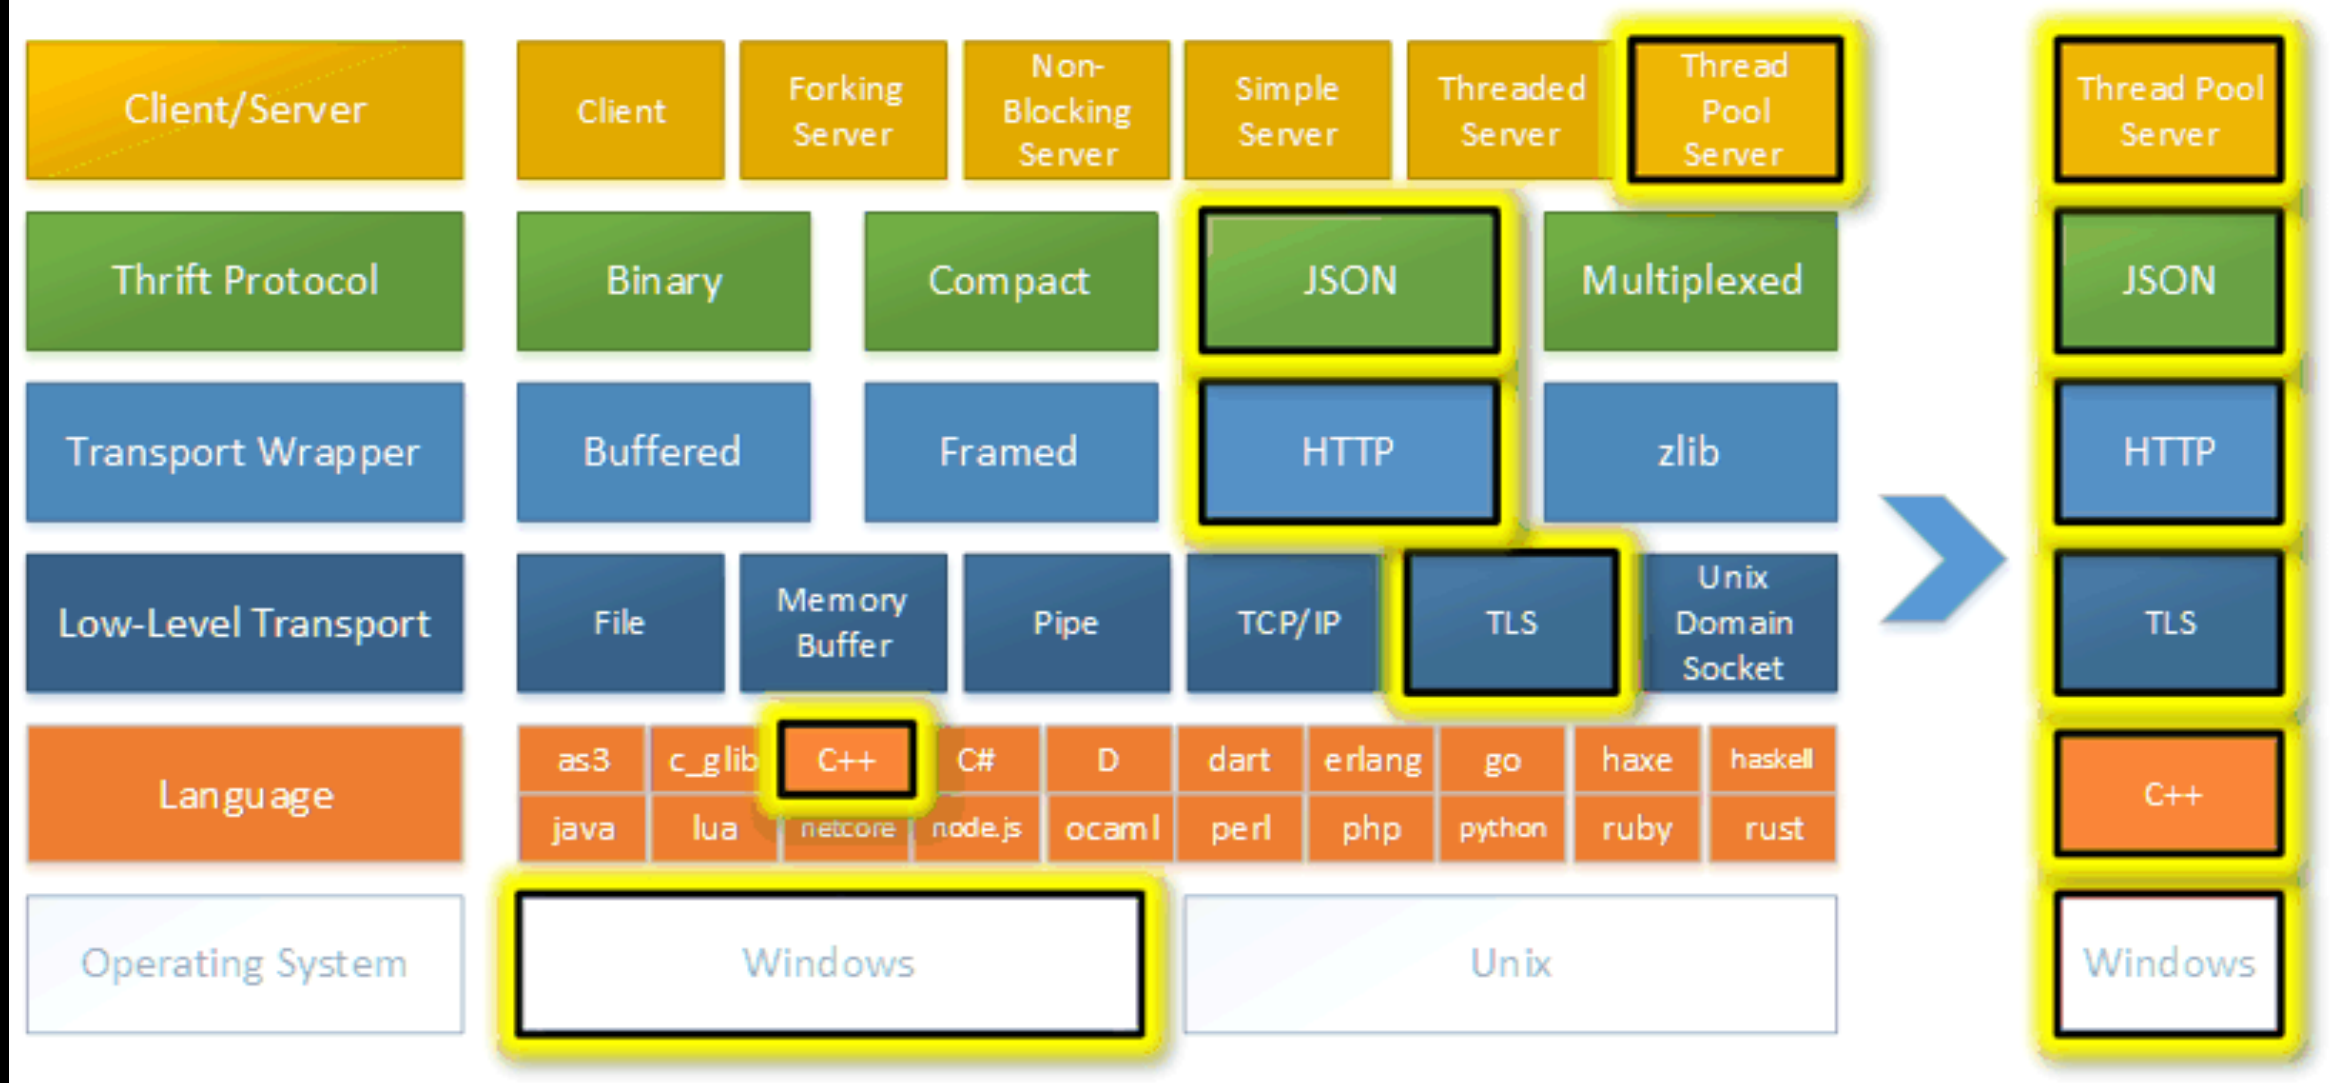 Client/Server
Client
Forking
Server
Non-
Blocking
Server
Simple
Server
Threaded
Server
Thread
Pool
Server
Thread Pool
Server
Thrift Protocol
Binary
Compact
JSON
Multiplexed
JSON
Transport Wrapper
Buffered
Framed
HTTP
zlib
HTTP
Low-Level Transport
File
Memory
Buffer
Pipe
TCP/IP
TLS
Unix
Domain
Socket
TLS
Language
as3
c_glib
C++
C#
D
dart
erlang
go
haxe
haskell
java
lua
netcore
node.js
ocaml
perl
php
python
ruby
rust
C++
Operating System
Windows
Unix
Windows